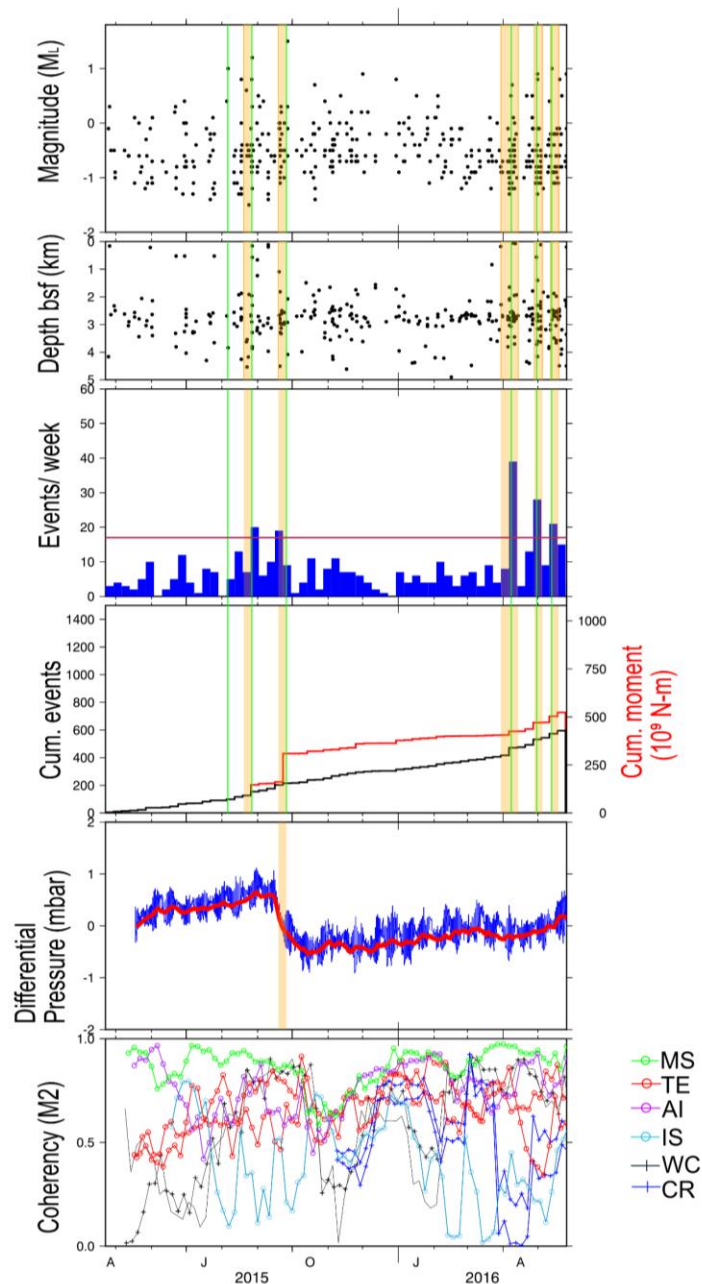 Magnitude (ML)
1
0
-1
-2
Depth bsf (km)
0
1
2
3
4
5
Events/ week
60
50
40
30
20
10
0
Cum. events
1400
1200
1000
800
600
400
200
0
1000
750
500
250
0
Cum. moment
(10⁹ N-m)
Differential
Pressure (mbar)
2
1
0
-1
-2
Coherency (M2)
1.0
0.5
0.0
A J O J A
2015 2016
MS
TE
AI
IS
WC
CR